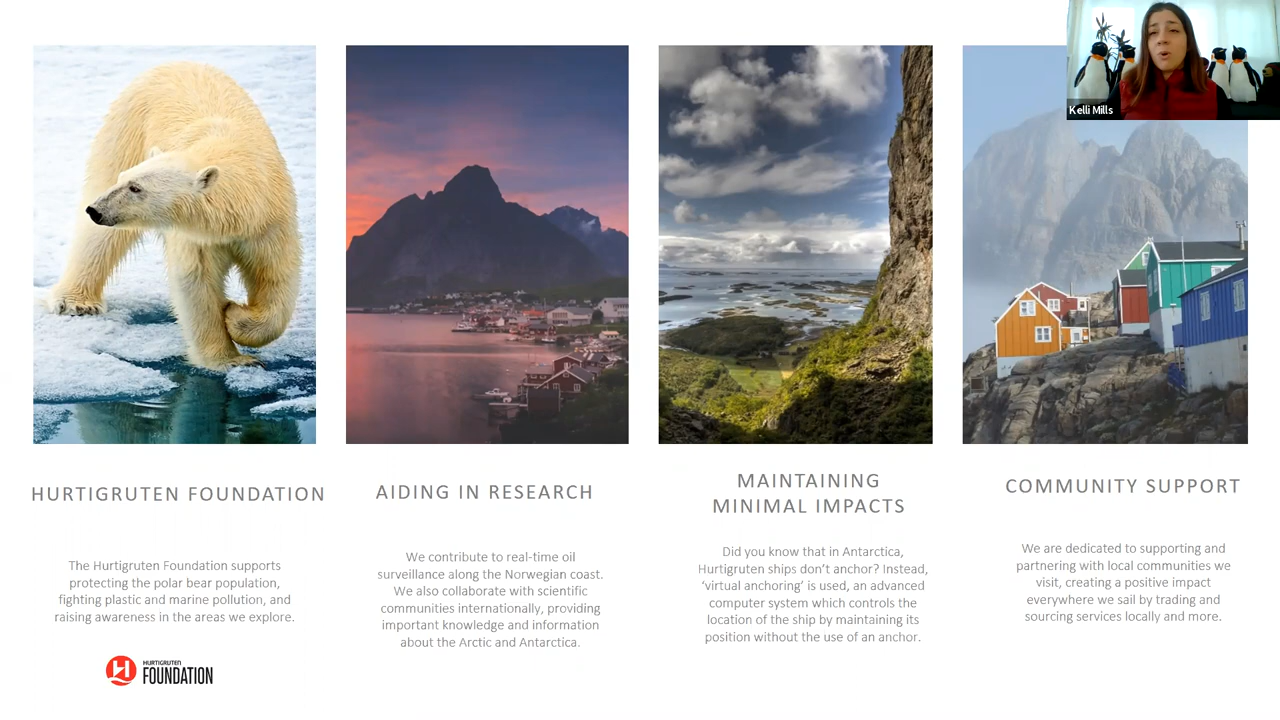 Kelli Mills
HURTIGRUTEN FOUNDATION
The Hurtigruten Foundation supports
protecting the polar bear population,
fighting plastic and marine pollution, and
raising awareness in the areas we explore.
HURTIGRUTEN
FOUNDATION
AIDING IN RESEARCH
We contribute to real-time oil
surveillance along the Norwegian coast.
We also collaborate with scientific
communities internationally, providing
important knowledge and information
about the Arctic and Antarctica.
MAINTAINING
MINIMAL IMPACTS
Did you know that in Antarctica,
Hurtigruten ships don't anchor? Instead,
'virtual anchoring' is used, an advanced
computer system which controls the
location of the ship by maintaining its
position without the use of an anchor.
COMMUNITY SUPPORT
We are dedicated to supporting and
partnering with local communities we
visit, creating a positive impact
everywhere we sail by trading and
sourcing services locally and more.